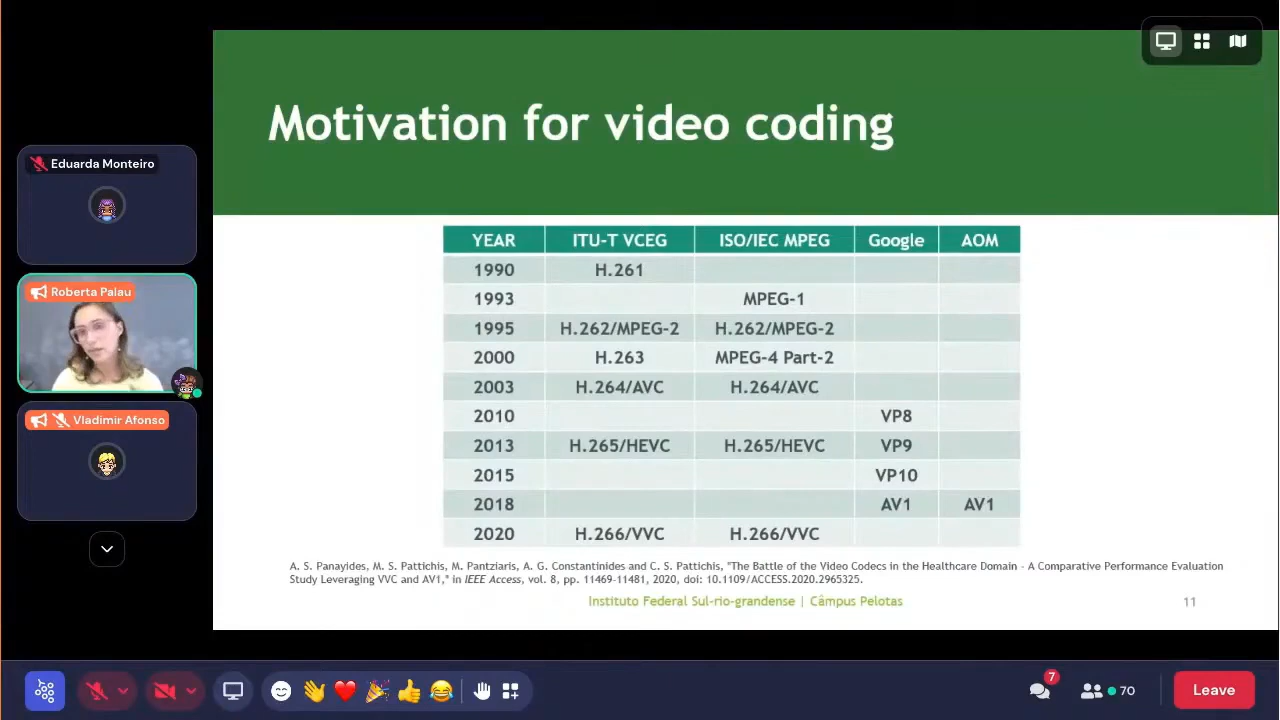 Motivation for video coding
Eduarda Monteiro
Roberta Palau
Vladimir Afonso
YEAR ITU-T VCEG ISO/IEC MPEG Google AOM
1990 H.261
1993 MPEG-1
1995 H.262/MPEG-2 H.262/MPEG-2
2000 H.263 MPEG-4 Part-2
2003 H.264/AVC H.264/AVC
2010 VP8
2013 H.265/HEVC H.265/HEVC VP9
2015 VP10
2018 AV1 AV1
2020 H.266/VVC H.266/VVC
A. S. Panayides, M. S. Pattichis, M. Pantziaris, A. G. Constantinides and C. S. Pattichis, "The Battle of the Video Codecs in the Healthcare Domain - A Comparative Performance Evaluation
Study Leveraging VVC and AV1," in IEEE Access, vol. 8, pp. 11469-11481, 2020, doi: 10.1109/ACCESS.2020.2965325.
Instituto Federal Sul-rio-grandense | Câmpus Pelotas 11
7
70
Leave